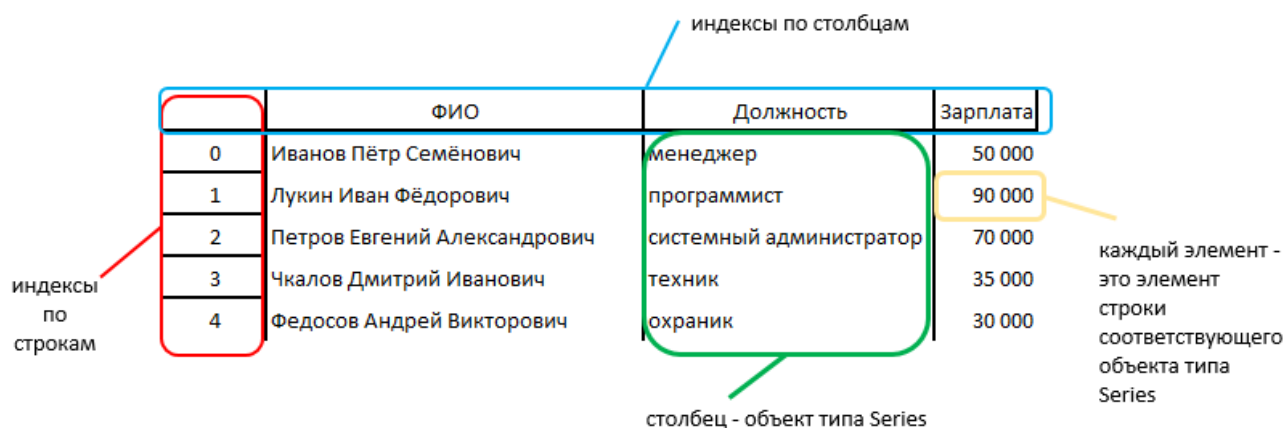 индексы по столбцам
ФИО Должность Зарплата
0 Иванов Пётр Семёнович менеджер 50 000
1 Лукин Иван Фёдорович программист 90 000
2 Петров Евгений Александрович системный администратор 70 000
3 Чкалов Дмитрий Иванович техник 35 000
4 Федосов Андрей Викторович охраник 30 000
индексы
по
строкам
каждый элемент -
это элемент
строки
соответствующего
объекта типа
Series
столбец - объект типа Series